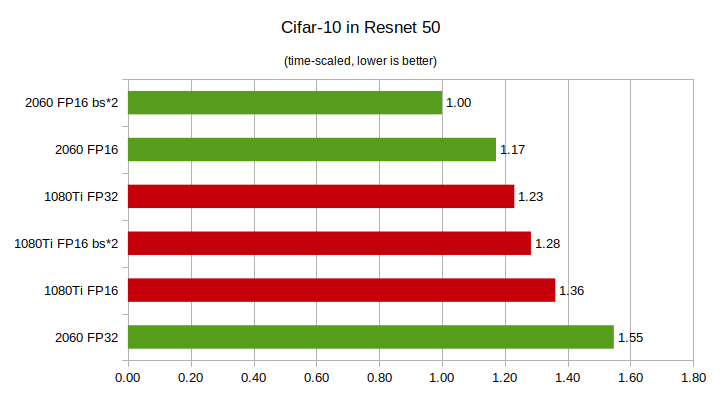 Cifar-10 in Resnet 50
(time-scaled, lower is better)
2060 FP16 bs*2 1.00
2060 FP16 1.17
1080Ti FP32 1.23
1080Ti FP16 bs*2 1.28
1080Ti FP16 1.36
2060 FP32 1.55
0.00 0.20 0.40 0.60 0.80 1.00 1.20 1.40 1.60 1.80